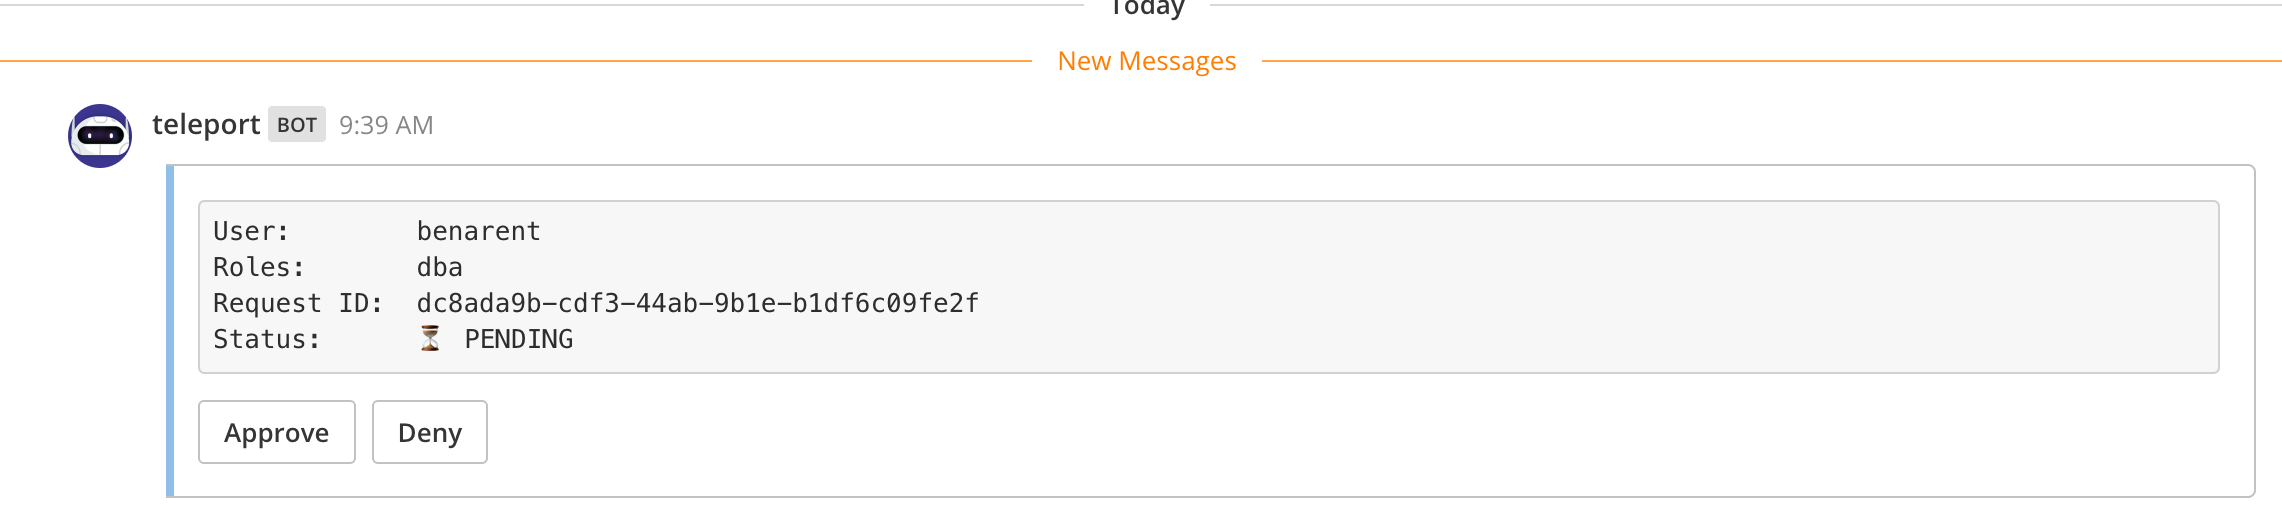 Today
New Messages
teleport BOT 9:39 AM
User: benarent
Roles: dba
Request ID: dc8ada9b-cdf3-44ab-9b1e-b1df6c09fe2f
Status: ⏳ PENDING
Approve Deny